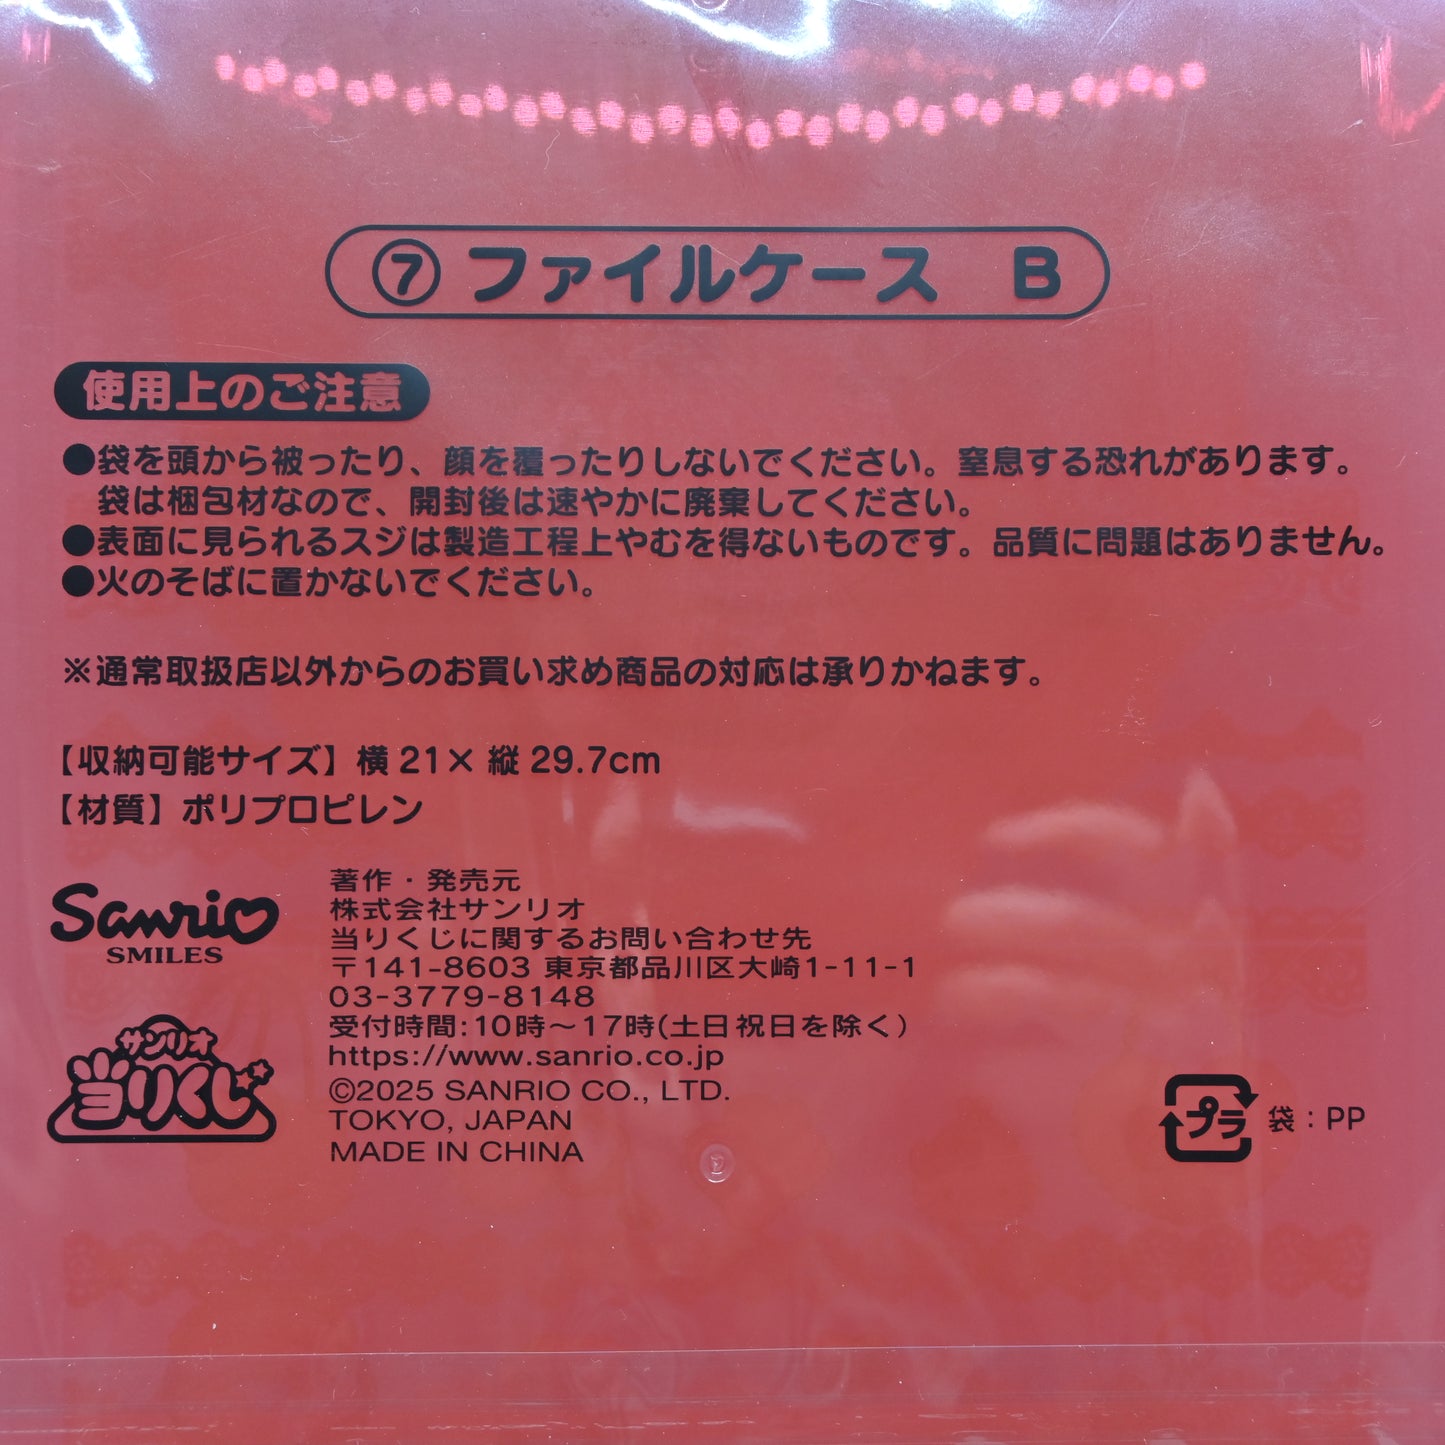 ⑦ ファイルケース B
使用上のご注意
●袋を頭から被ったり、顔を覆ったりしないでください。窒息する恐れがあります。
袋は梱包材なので、開封後は速やかに廃棄してください。
●表面に見られるスジは製造工程上やむを得ないものです。品質に問題はありません。
●火のそばに置かないでください。
※通常取扱店以外からのお買い求め商品の対応は承りかねます。
【収納可能サイズ】横21×縦29.7cm
【材質】ポリプロピレン
Sanrio
SMILES
サンリオ
当りくじ
著作・発売元
株式会社サンリオ
当りくじに関するお問い合わせ先
〒141-8603 東京都品川区大崎1-11-1
03-3779-8148
受付時間:10時～17時(土日祝日を除く)
https://www.sanrio.co.jp
©2025 SANRIO CO., LTD.
TOKYO, JAPAN
MADE IN CHINA
プラ 袋：PP